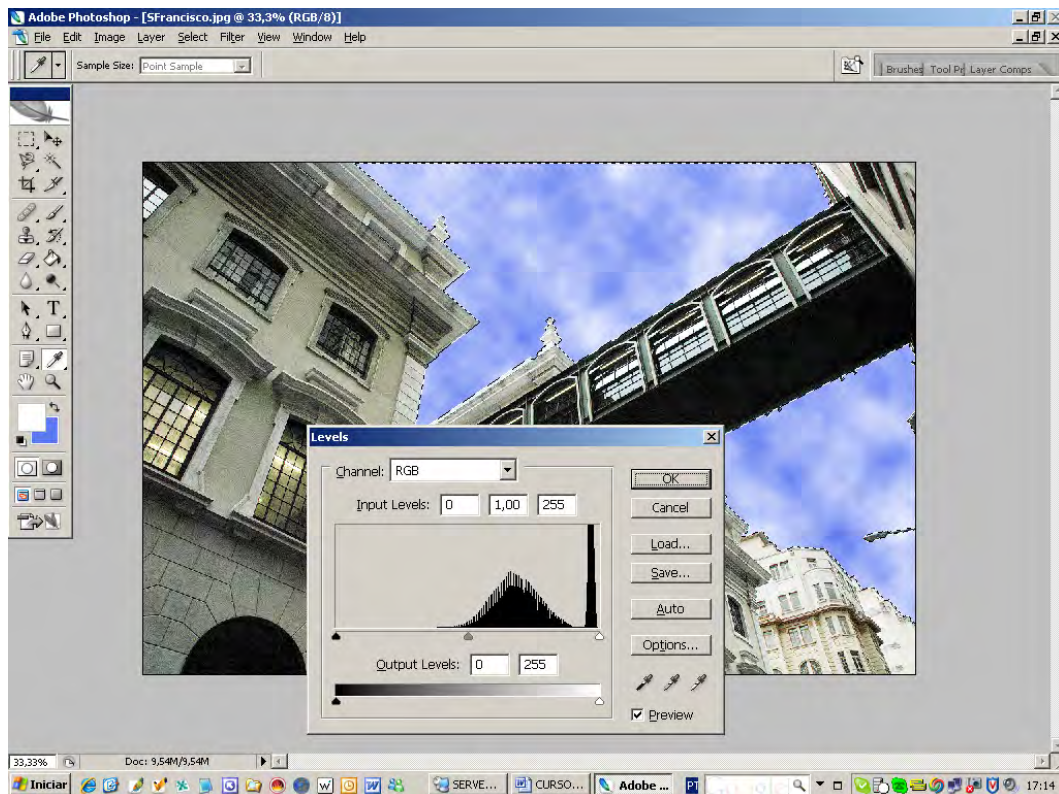 Adobe Photoshop - [SFrancisco.jpg @ 33,3% (RGB/8)]
File Edit Image Layer Select Filter View Window Help
Sample Size: Point Sample
Brushes Tool Pr Layer Comps
T
Levels
Channel: RGB
OK
Input Levels: 0 1,00 255
Cancel
Load...
Save...
Auto
Options...
Output Levels: 0 255
Preview
33,33% Doc: 9,54M/9,54M
Iniciar SERVE... CURSO... Adobe ... PT 17:14